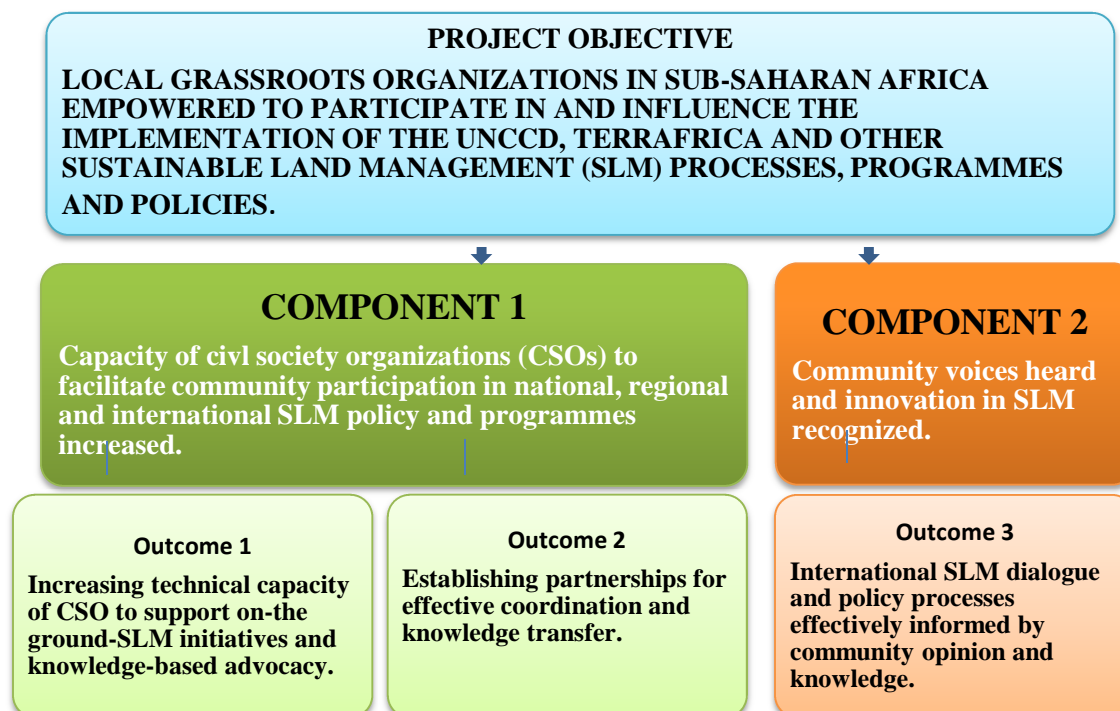 PROJECT OBJECTIVE
LOCAL GRASSROOTS ORGANIZATIONS IN SUB-SAHARAN AFRICA
EMPOWERED TO PARTICIPATE IN AND INFLUENCE THE
IMPLEMENTATION OF THE UNCCD, TERRAFRICA AND OTHER
SUSTAINABLE LAND MANAGEMENT (SLM) PROCESSES, PROGRAMMES
AND POLICIES.
COMPONENT 1
Capacity of civl society organizations (CSOs) to
facilitate community participation in national, regional
and international SLM policy and programmes
increased.
COMPONENT 2
Community voices heard
and innovation in SLM
recognized.
Outcome 1
Increasing technical capacity
of CSO to support on-the
ground-SLM initiatives and
knowledge-based advocacy.
Outcome 2
Establishing partnerships for
effective coordination and
knowledge transfer.
Outcome 3
International SLM dialogue
and policy processes
effectively informed by
community opinion and
knowledge.